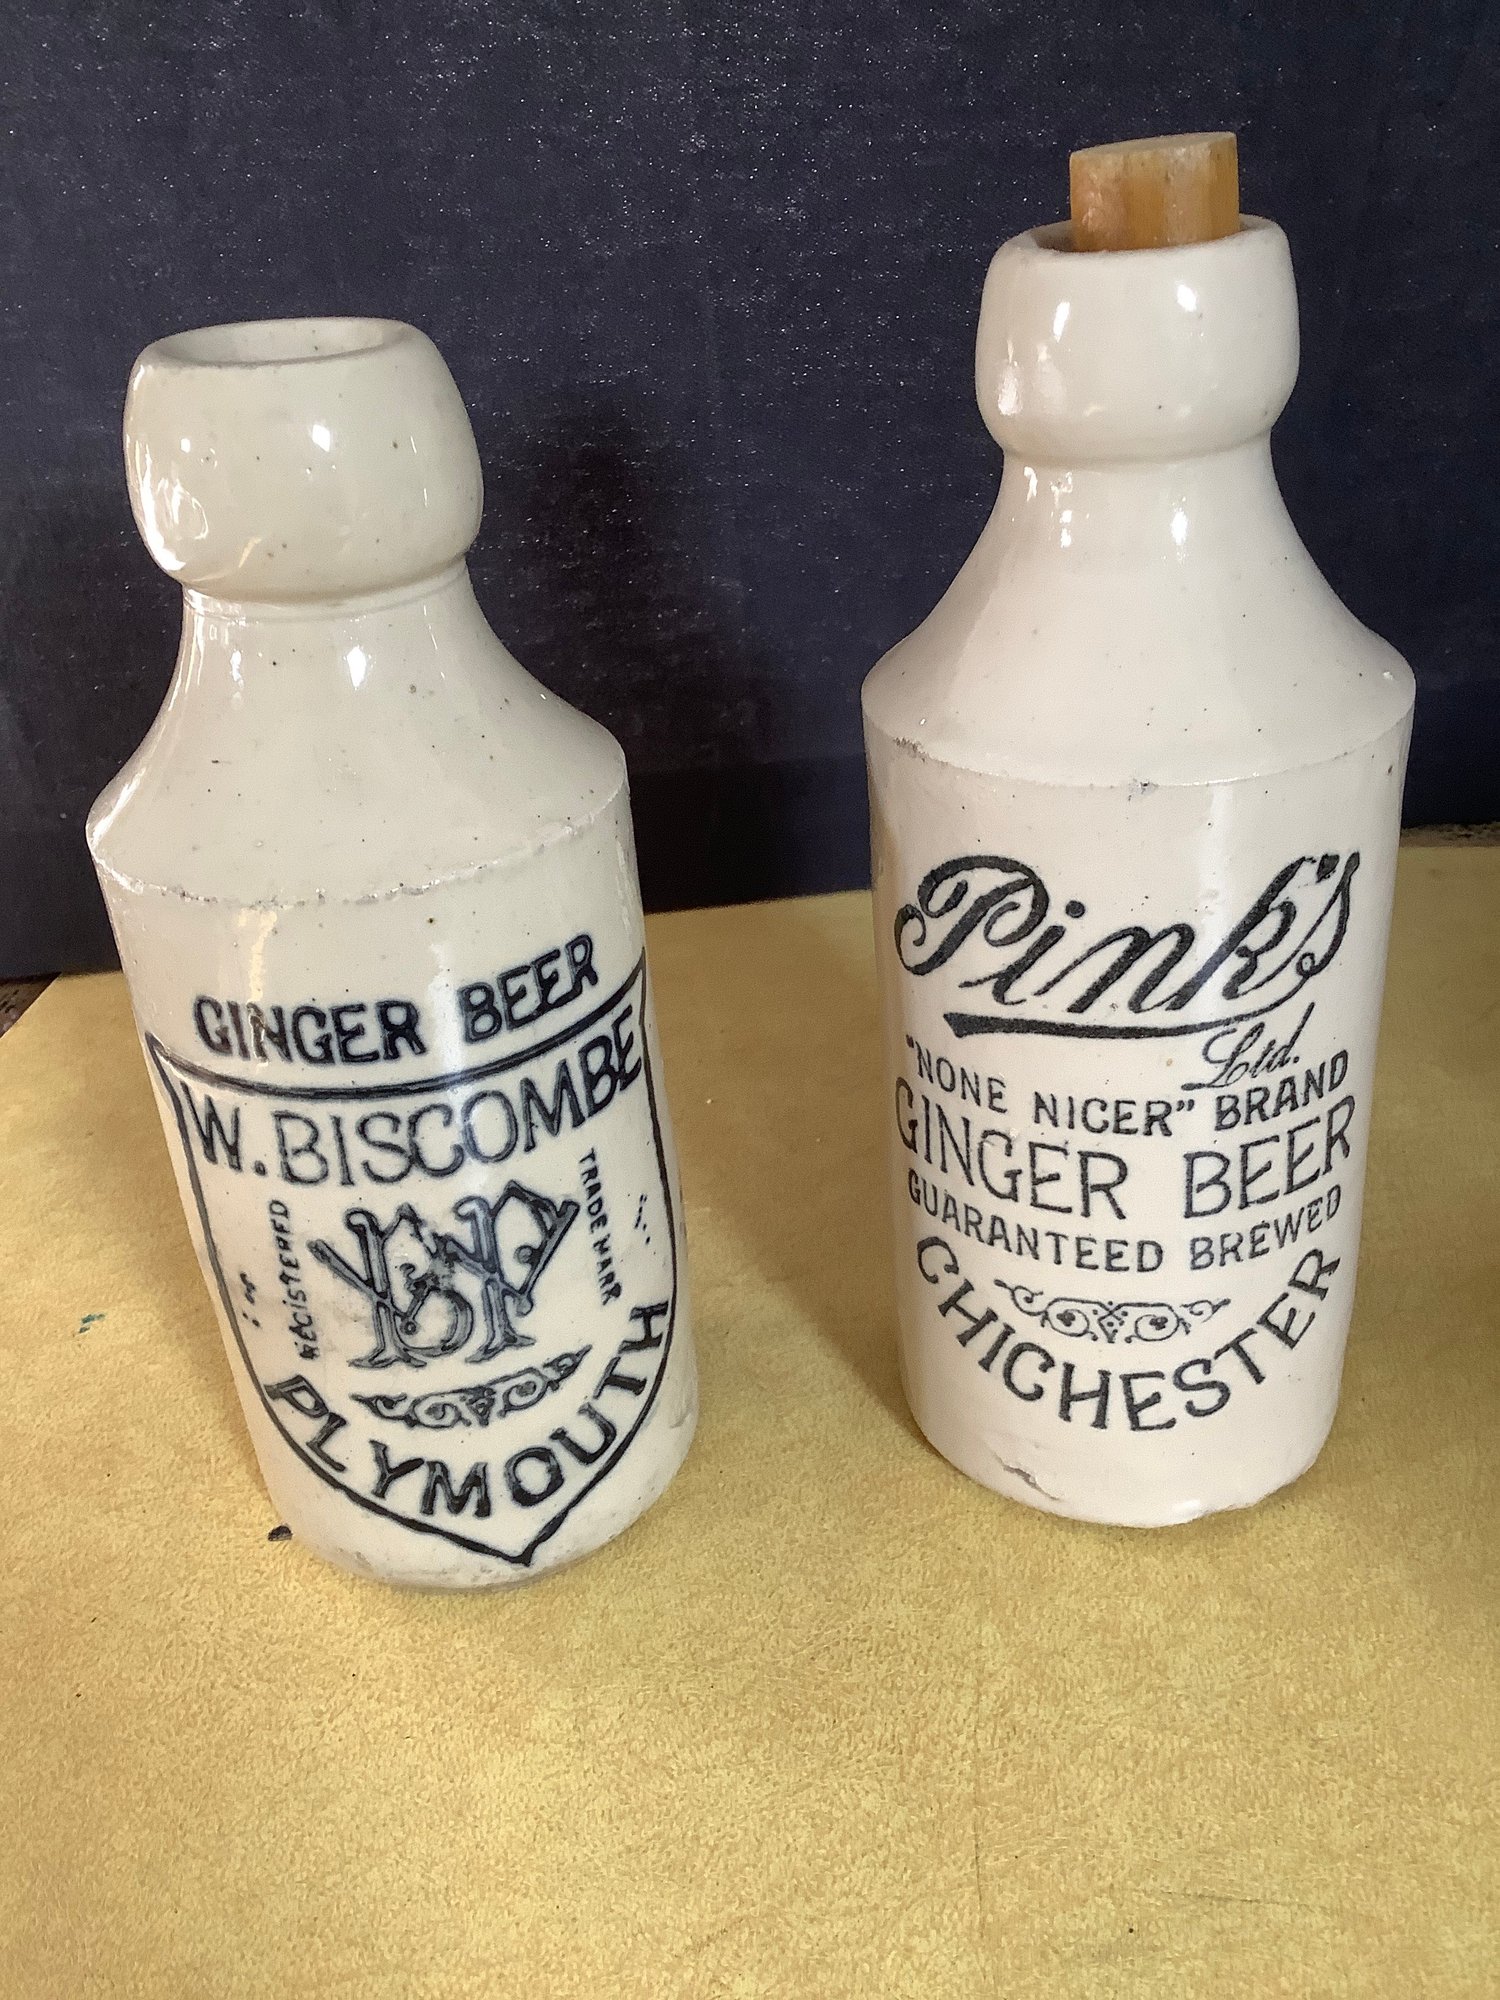 GINGER BEER
W. BISCOMBE
REGISTERED
TRADE MARK
PLYMOUTH
Pink's
Ltd.
"NONE NICER" BRAND
GINGER BEER
GUARANTEED BREWED
CHICHESTER